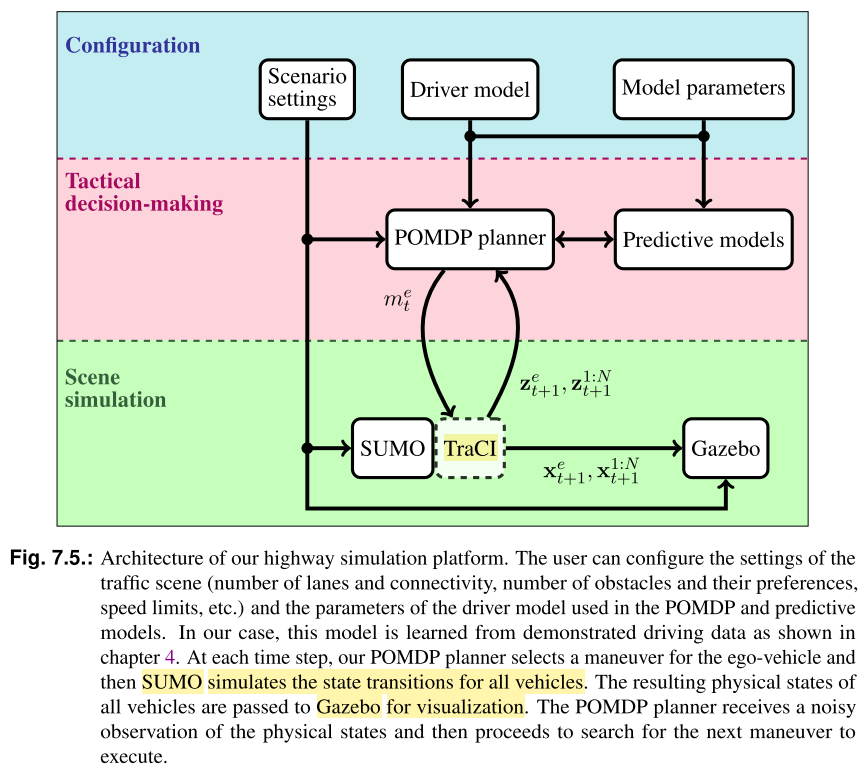 Configuration
Scenario
settings
Driver model
Model parameters
Tactical
decision-making
POMDP planner
Predictive models
m_t^e
z_{t+1}^e, z_{t+1}^{1:N}
Scene
simulation
SUMO
TraCI
Gazebo
x_{t+1}^e, x_{t+1}^{1:N}
Fig. 7.5.: Architecture of our highway simulation platform. The user can configure the settings of the
traffic scene (number of lanes and connectivity, number of obstacles and their preferences,
speed limits, etc.) and the parameters of the driver model used in the POMDP and predictive
models. In our case, this model is learned from demonstrated driving data as shown in
chapter 4. At each time step, our POMDP planner selects a maneuver for the ego-vehicle and
then SUMO simulates the state transitions for all vehicles. The resulting physical states of
all vehicles are passed to Gazebo for visualization. The POMDP planner receives a noisy
observation of the physical states and then proceeds to search for the next maneuver to
execute.